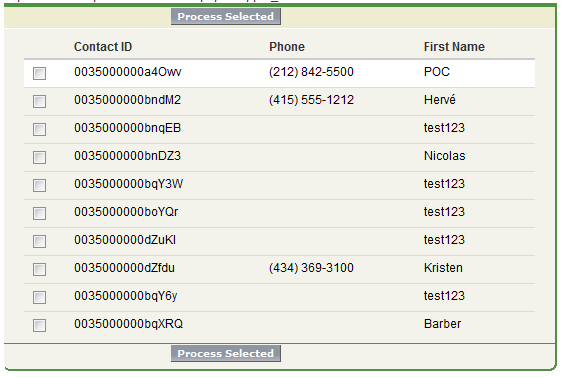 Process Selected
Contact ID Phone First Name
0035000000a4Owv (212) 842-5500 POC
0035000000bndM2 (415) 555-1212 Hervé
0035000000bnqEB test123
0035000000bnDZ3 Nicolas
0035000000bqY3W test123
0035000000boYQr test123
0035000000dZuKI test123
0035000000dZfdu (434) 369-3100 Kristen
0035000000bqY6y test123
0035000000bqXRQ Barber
Process Selected